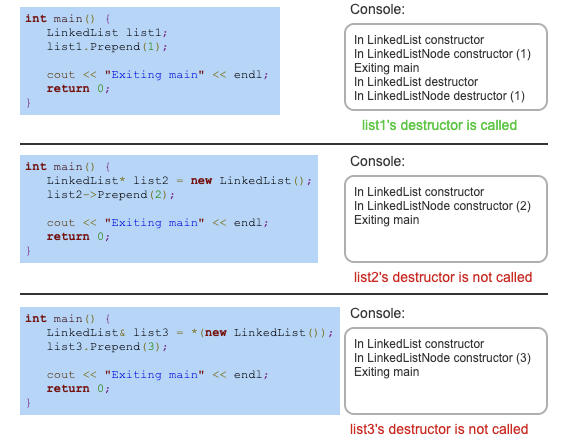 int main() {
   LinkedList list1;
   list1.Prepend(1);
   cout << "Exiting main" << endl;
   return 0;
}
Console:
In LinkedList constructor
In LinkedListNode constructor (1)
Exiting main
In LinkedList destructor
In LinkedListNode destructor (1)
list1's destructor is called
int main() {
   LinkedList* list2 = new LinkedList();
   list2->Prepend(2);
   cout << "Exiting main" << endl;
   return 0;
}
Console:
In LinkedList constructor
In LinkedListNode constructor (2)
Exiting main
list2's destructor is not called
int main() {
   LinkedList& list3 = *(new LinkedList());
   list3.Prepend(3);
   cout << "Exiting main" << endl;
   return 0;
}
Console:
In LinkedList constructor
In LinkedListNode constructor (3)
Exiting main
list3's destructor is not called